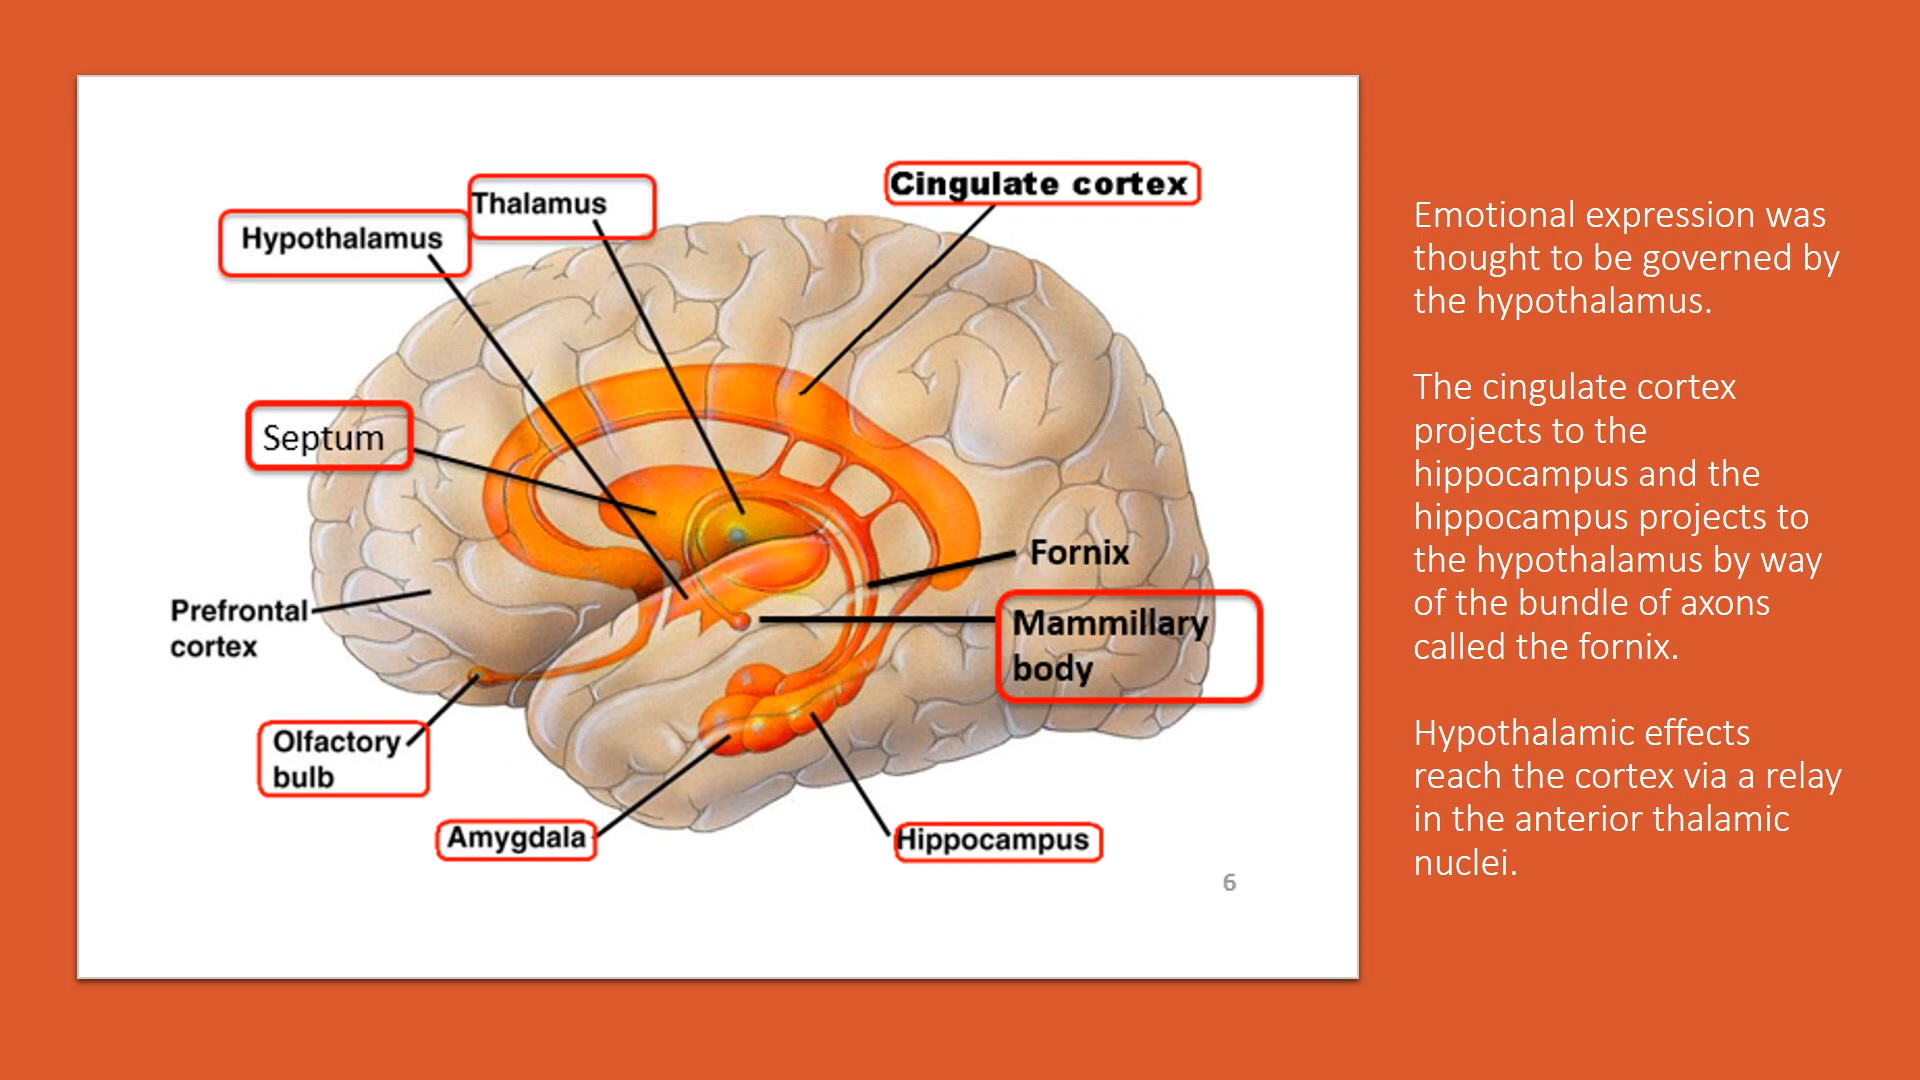 Thalamus
Cingulate cortex
Hypothalamus
Septum
Fornix
Prefrontal
cortex
Mammillary
body
Olfactory
bulb
Amygdala
Hippocampus
6
Emotional expression was
thought to be governed by
the hypothalamus.
The cingulate cortex
projects to the
hippocampus and the
hippocampus projects to
the hypothalamus by way
of the bundle of axons
called the fornix.
Hypothalamic effects
reach the cortex via a relay
in the anterior thalamic
nuclei.